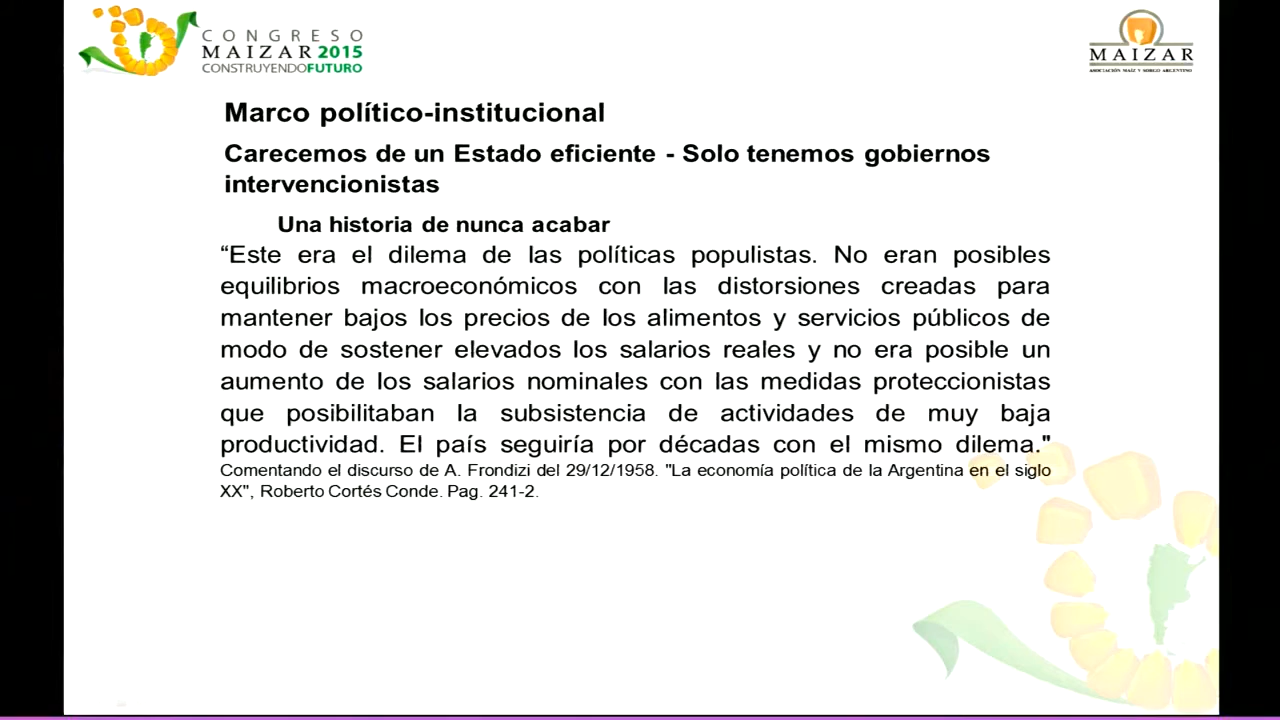 CONGRESO
MAIZAR 2015
CONSTRUYENDOFUTURO
MAIZAR
ASOCIACIÓN MAÍZ Y SORGO ARGENTINO
Marco político-institucional
Carecemos de un Estado eficiente - Solo tenemos gobiernos
intervencionistas
Una historia de nunca acabar
“Este era el dilema de las políticas populistas. No eran posibles
equilibrios macroeconómicos con las distorsiones creadas para
mantener bajos los precios de los alimentos y servicios públicos de
modo de sostener elevados los salarios reales y no era posible un
aumento de los salarios nominales con las medidas proteccionistas
que posibilitaban la subsistencia de actividades de muy baja
productividad. El país seguiría por décadas con el mismo dilema."
Comentando el discurso de A. Frondizi del 29/12/1958. "La economía política de la Argentina en el siglo
XX", Roberto Cortés Conde. Pag. 241-2.